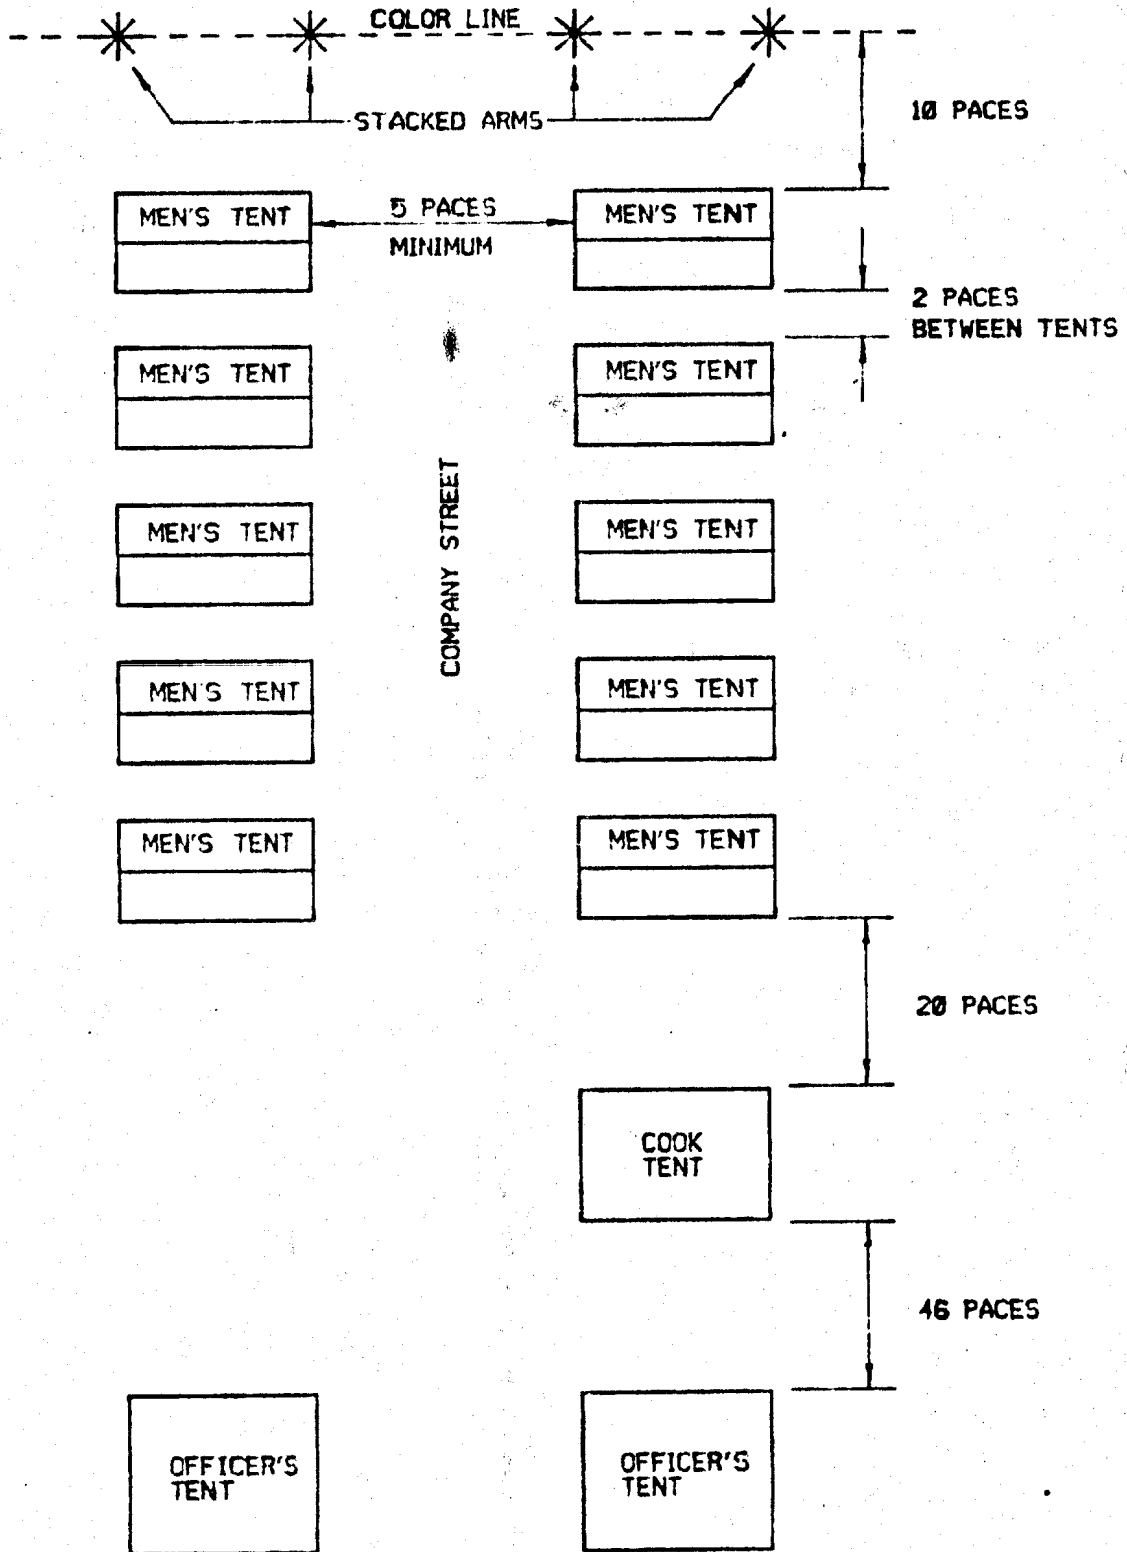 COLOR LINE
STACKED ARMS
10 PACES
MEN'S TENT
5 PACES
MINIMUM
MEN'S TENT
2 PACES
BETWEEN TENTS
MEN'S TENT
MEN'S TENT
COMPANY STREET
MEN'S TENT
MEN'S TENT
MEN'S TENT
MEN'S TENT
MEN'S TENT
MEN'S TENT
20 PACES
COOK
TENT
46 PACES
OFFICER'S
TENT
OFFICER'S
TENT